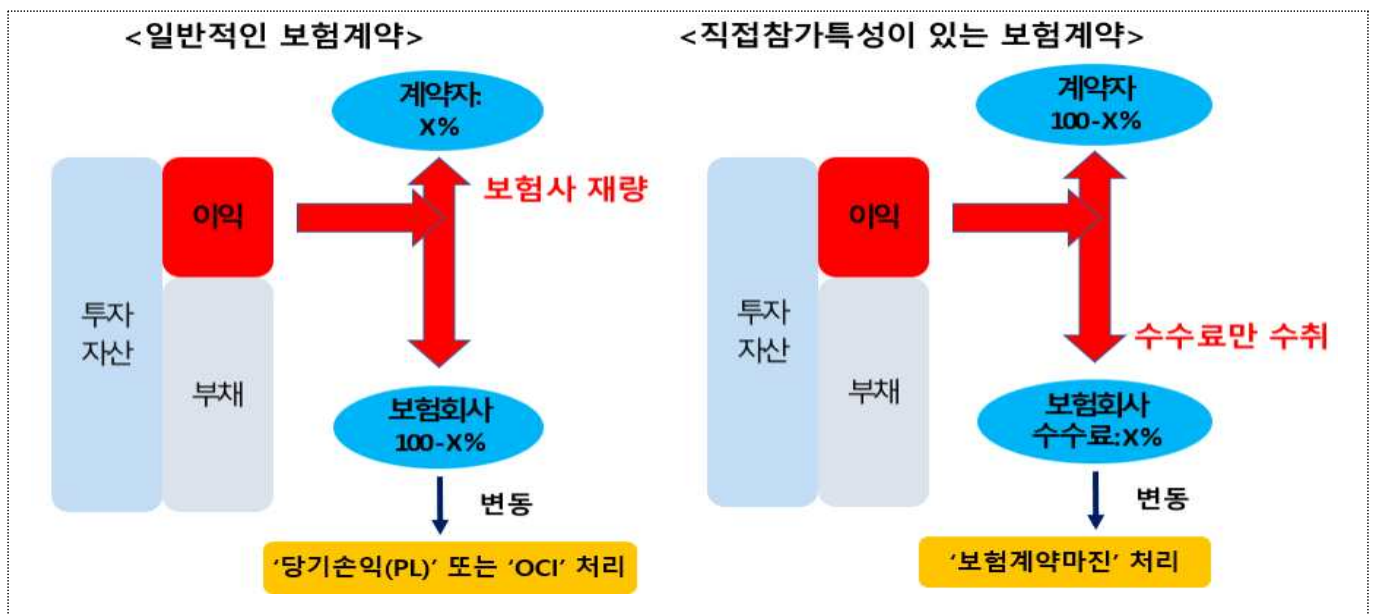 <일반적인 보험계약>
계약자:
X%
이익
보험사 재량
투자
자산
부채
보험회사
100-X%
변동
‘당기손익(PL)’ 또는 ‘OCI’ 처리
<직접참가특성이 있는 보험계약>
계약자
100-X%
이익
투자
자산
수수료만 수취
부채
보험회사
수수료:X%
변동
‘보험계약마진’ 처리